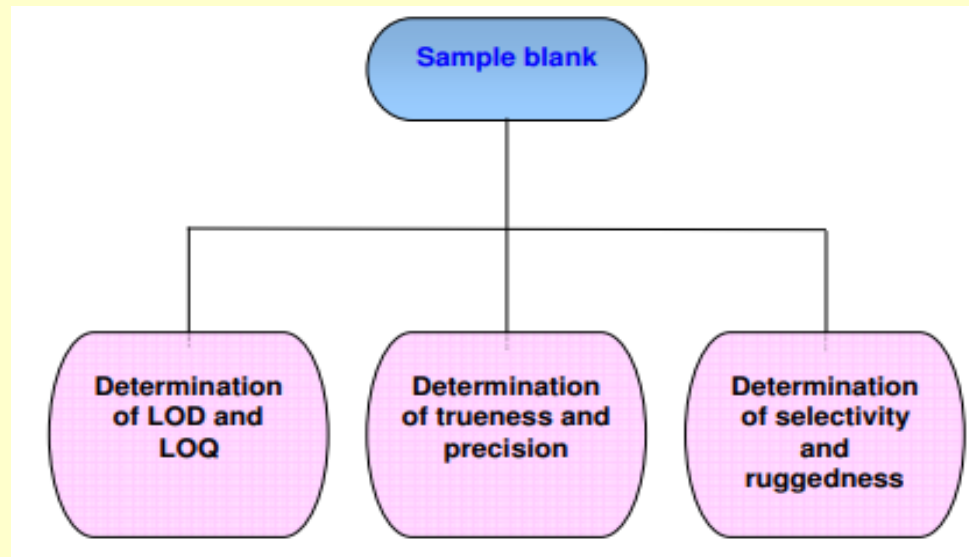 Sample blank
Determination
of LOD and
LOQ
Determination
of trueness and
precision
Determination
of selectivity
and
ruggedness